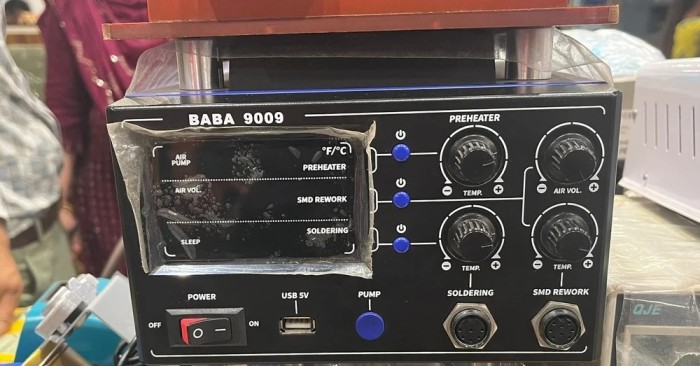 BABA 9009
PREHEATER
AIR PUMP
°F/°C
PREHEATER
AIR VOL.
SMD REWORK
SOLDERING
SLEEP
TEMP.
AIR VOL.
TEMP.
TEMP.
POWER
OFF
ON
USB 5V
PUMP
SOLDERING
SMD REWORK
QJE